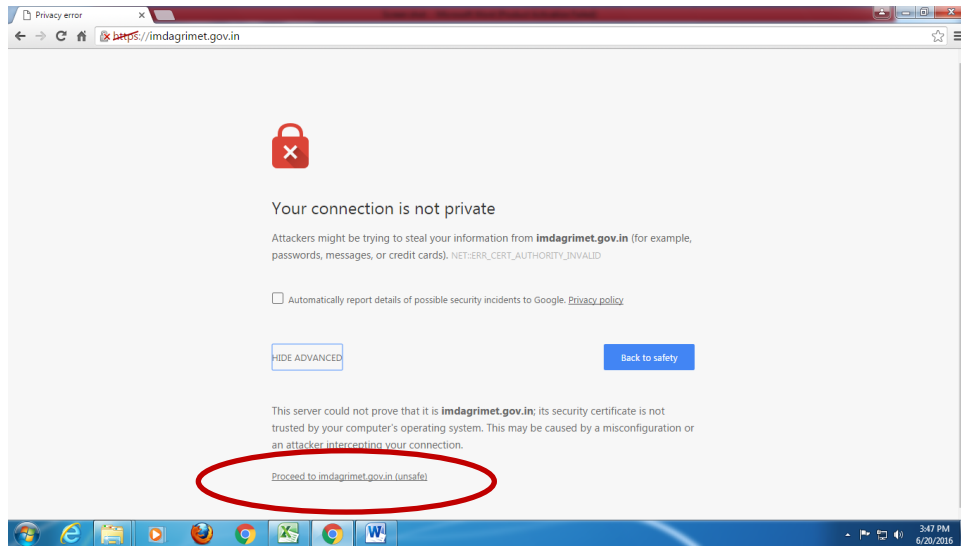 Privacy error
https://imdagrimet.gov.in
Your connection is not private
Attackers might be trying to steal your information from imdagrimet.gov.in (for example,
passwords, messages, or credit cards). NET::ERR_CERT_AUTHORITY_INVALID
Automatically report details of possible security incidents to Google. Privacy policy
HIDE ADVANCED
Back to safety
This server could not prove that it is imdagrimet.gov.in; its security certificate is not
trusted by your computer's operating system. This may be caused by a misconfiguration or
an attacker intercepting your connection.
Proceed to imdagrimet.gov.in (unsafe)
3:47 PM
6/20/2016